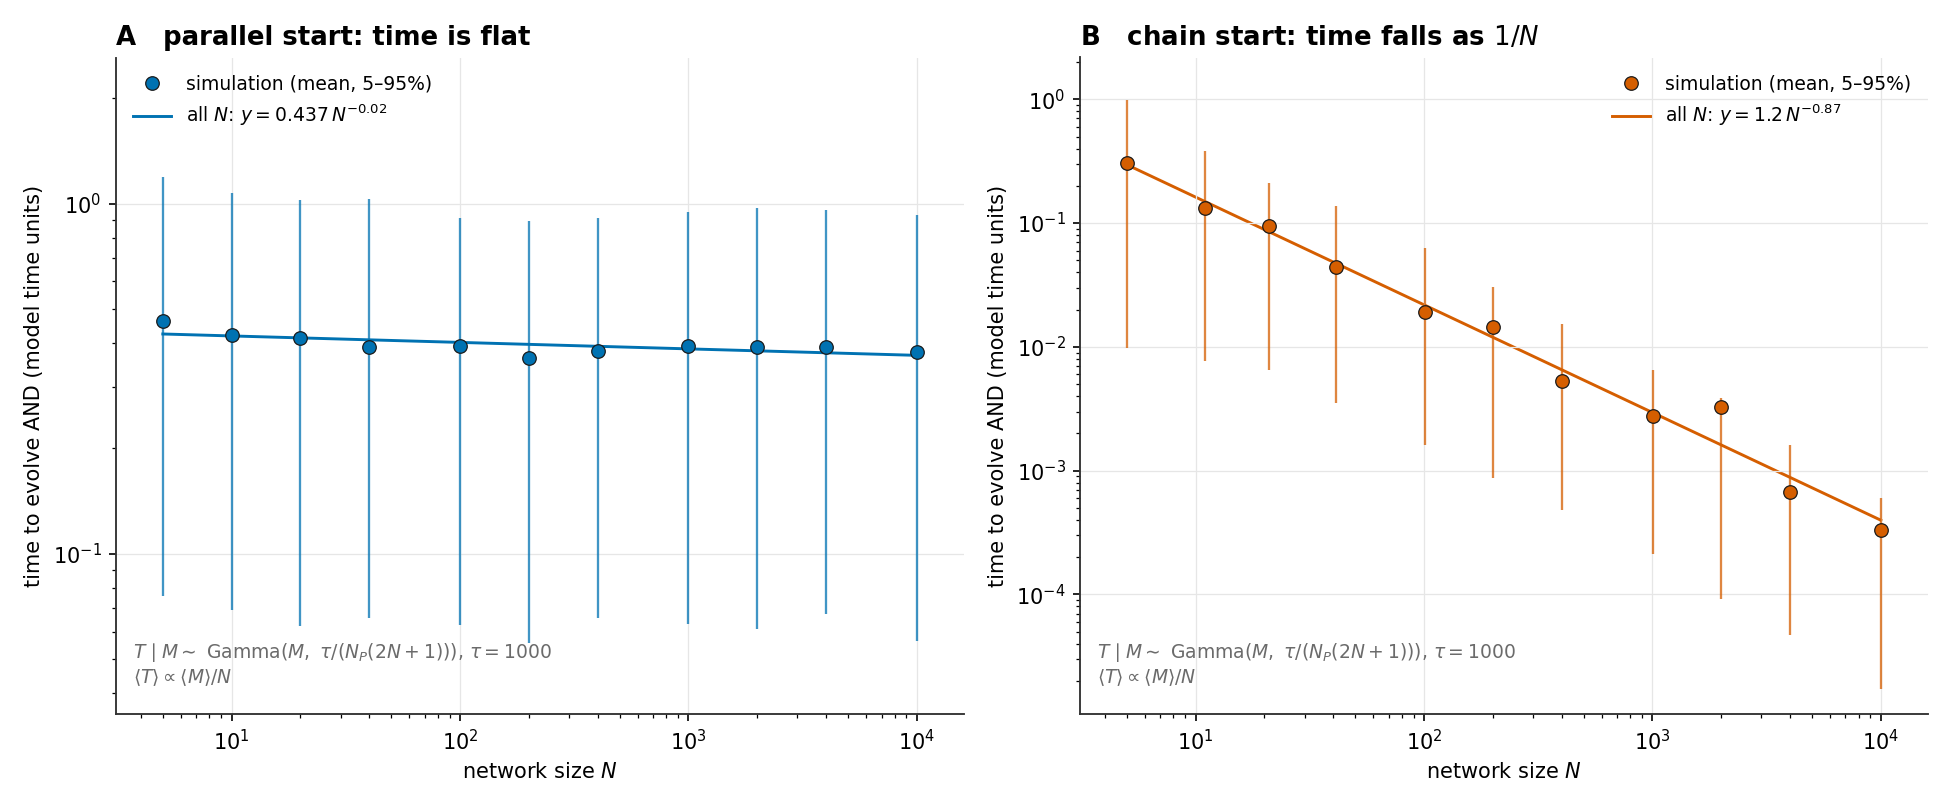 A parallel start: time is flat
simulation (mean, 5–95%)
all N: y = 0.437 N^−0.02
time to evolve AND (model time units)
10^0
10^−1
T | M ∼ Gamma(M, τ/(N_P(2N + 1))), τ = 1000
⟨T⟩ ∝ ⟨M⟩/N
10^1
10^2
10^3
10^4
network size N
B chain start: time falls as 1/N
simulation (mean, 5–95%)
all N: y = 1.2 N^−0.87
time to evolve AND (model time units)
10^0
10^−1
10^−2
10^−3
10^−4
T | M ∼ Gamma(M, τ/(N_P(2N + 1))), τ = 1000
⟨T⟩ ∝ ⟨M⟩/N
10^1
10^2
10^3
10^4
network size N